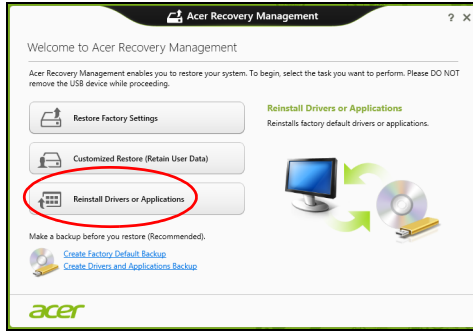 Acer Recovery Management
? X
Welcome to Acer Recovery Management
Acer Recovery Management enables you to restore your system. To begin, select the task you want to perform. Please DO NOT
remove the USB device while proceeding.
Restore Factory Settings
Customized Restore (Retain User Data)
Reinstall Drivers or Applications
Reinstall Drivers or Applications
Reinstalls factory default drivers or applications.
Make a backup before you restore (Recommended).
Create Factory Default Backup
Create Drivers and Applications Backup
acer